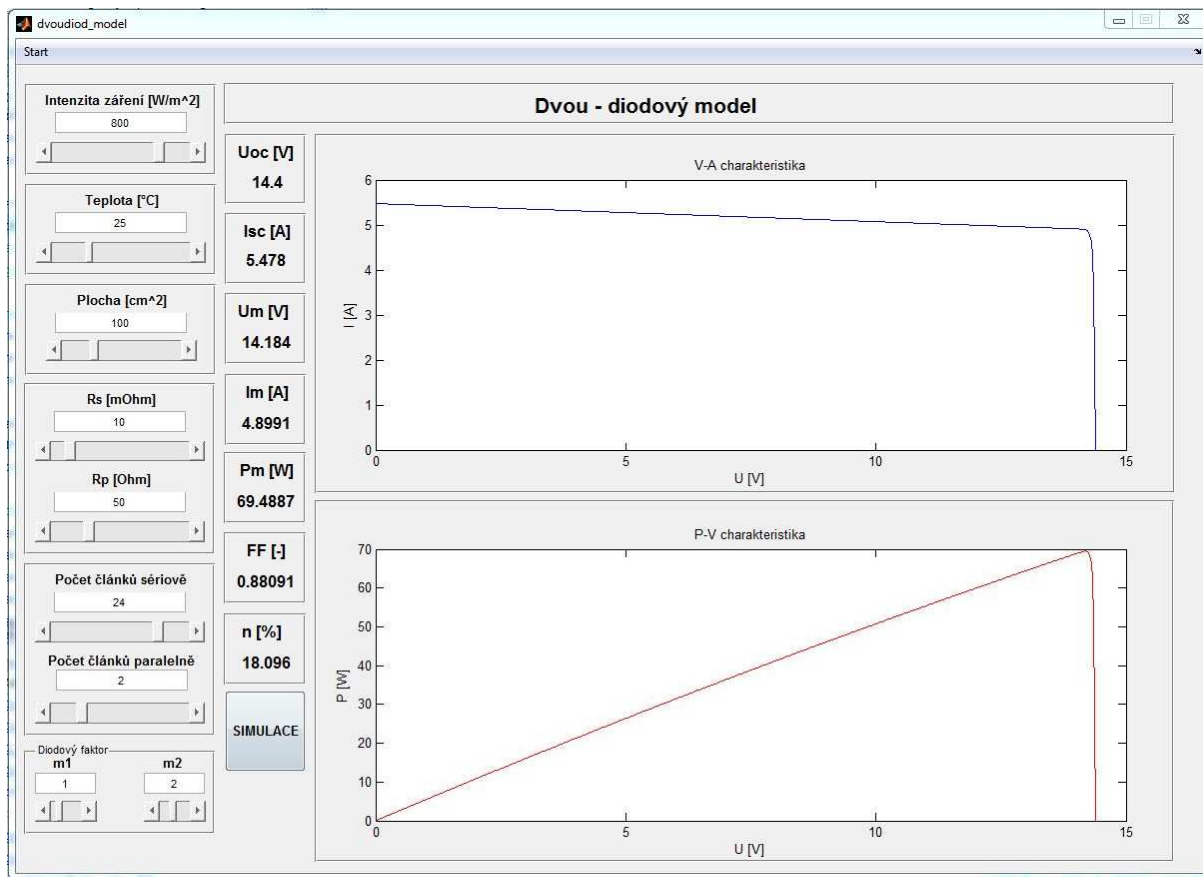 dvoudiod_model
Start
Intenzita záření [W/m^2]
800
Teplota [°C]
25
Plocha [cm^2]
100
Rs [mOhm]
10
Rp [Ohm]
50
Počet článků sériově
24
Počet článků paralelně
2
Diodový faktor
m1
m2
1
2
Dvou - diodový model
Uoc [V]
14.4
Isc [A]
5.478
Um [V]
14.184
Im [A]
4.8991
Pm [W]
69.4887
FF [-]
0.88091
n [%]
18.096
SIMULACE
V-A charakteristika
6
5
4
3
2
1
0
I [A]
0
5
10
15
U [V]
P-V charakteristika
70
60
50
40
30
20
10
0
P [W]
0
5
10
15
U [V]